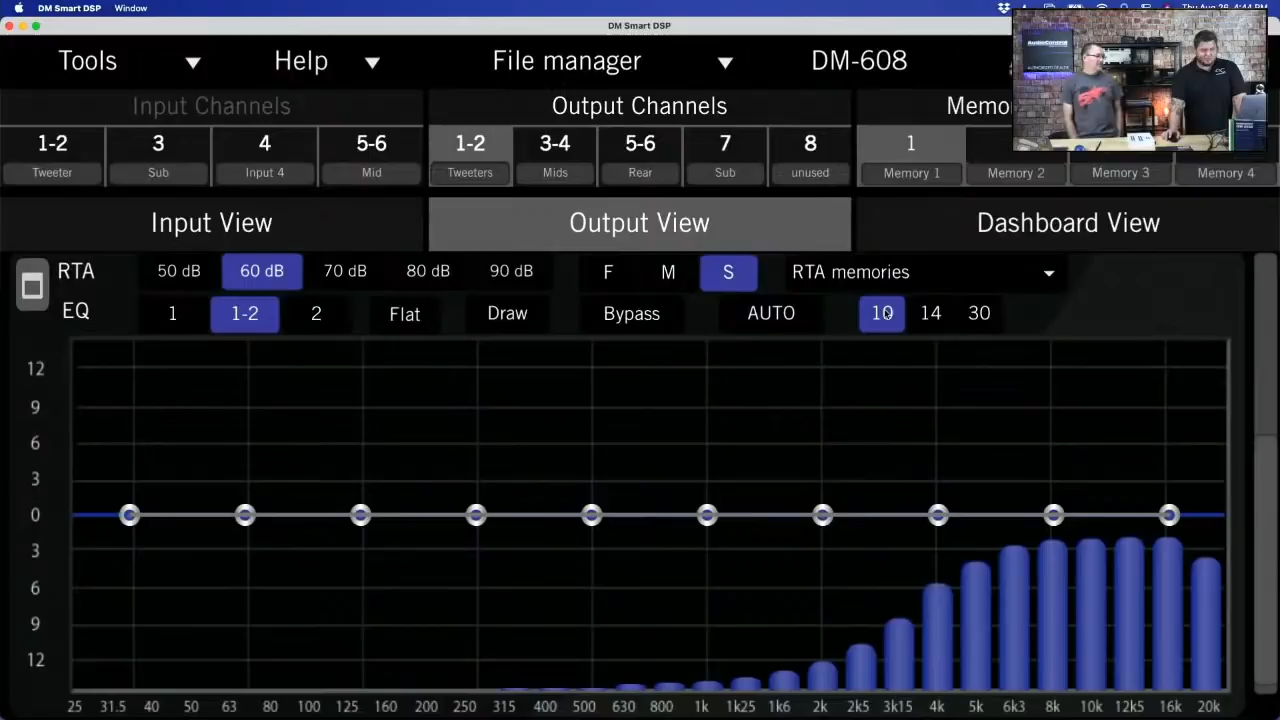 DM Smart DSP Window
Thu Aug 26 4:44 PM
DM Smart DSP
Tools Help File manager DM-608
Input Channels Output Channels
1-2 3 4 5-6 1-2 3-4 5-6 7 8 1
Tweeter Sub Input 4 Mid Tweeters Mids Rear Sub unused Memory 1 Memory 2 Memory 3 Memory 4
Input View Output View Dashboard View
RTA 50 dB 60 dB 70 dB 80 dB 90 dB F M S RTA memories
EQ 1 1-2 2 Flat Draw Bypass AUTO 10 14 30
12
9
6
3
0
3
6
9
12
25 31.5 40 50 63 80 100 125 160 200 250 315 400 500 630 800 1k 1k25 1k6 2k 2k5 3k15 4k 5k 6k3 8k 10k 12k5 16k 20k